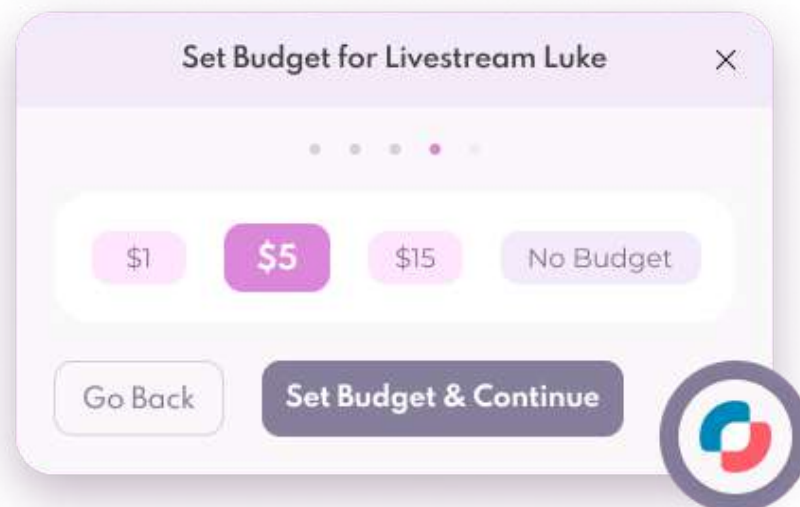 Set Budget for Livestream Luke
$1 $5 $15 No Budget
Go Back Set Budget & Continue